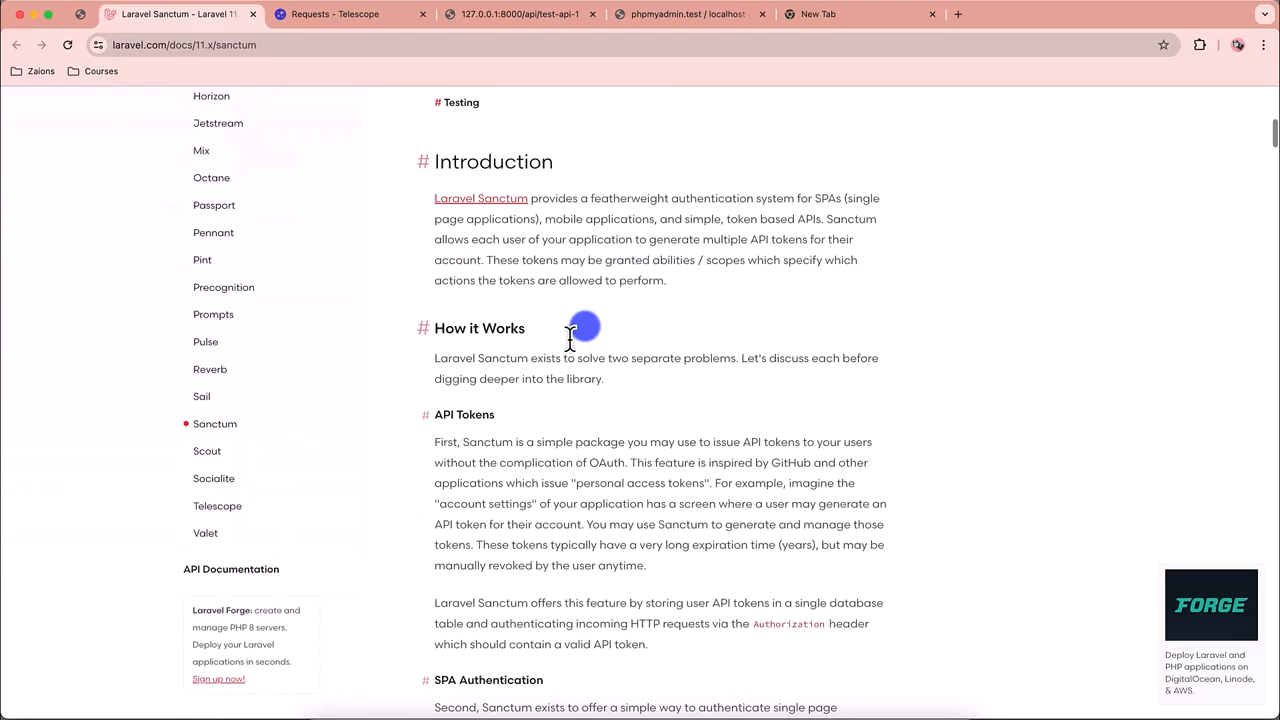 Laravel Sanctum - Laravel 11.
Requests - Telescope
127.0.0.1:8000/api/test-api-1
phpmyadmin.test / localhost
New Tab
laravel.com/docs/11.x/sanctum
Zaions
Courses
Horizon
Jetstream
Mix
Octane
Passport
Pennant
Pint
Precognition
Prompts
Pulse
Reverb
Sail
Sanctum
Scout
Socialite
Telescope
Valet
API Documentation
Laravel Forge: create and
manage PHP 8 servers.
Deploy your Laravel
applications in seconds.
Sign up now!.
# Testing
# Introduction
Laravel Sanctum provides a featherweight authentication system for SPAs (single
page applications), mobile applications, and simple, token based APIs. Sanctum
allows each user of your application to generate multiple API tokens for their
account. These tokens may be granted abilities / scopes which specify which
actions the tokens are allowed to perform.
# How it Works
Laravel Sanctum exists to solve two separate problems. Let's discuss each before
digging deeper into the library.
# API Tokens
First, Sanctum is a simple package you may use to issue API tokens to your users
without the complication of OAuth. This feature is inspired by GitHub and other
applications which issue "personal access tokens". For example, imagine the
"account settings" of your application has a screen where a user may generate an
API token for their account. You may use Sanctum to generate and manage those
tokens. These tokens typically have a very long expiration time (years), but may be
manually revoked by the user anytime.
Laravel Sanctum offers this feature by storing user API tokens in a single database
table and authenticating incoming HTTP requests via the Authorization header
which should contain a valid API token.
# SPA Authentication
Second, Sanctum exists to offer a simple way to authenticate single page
FORGE
Deploy Laravel and
PHP applications on
DigitalOcean, Linode,
& AWS.